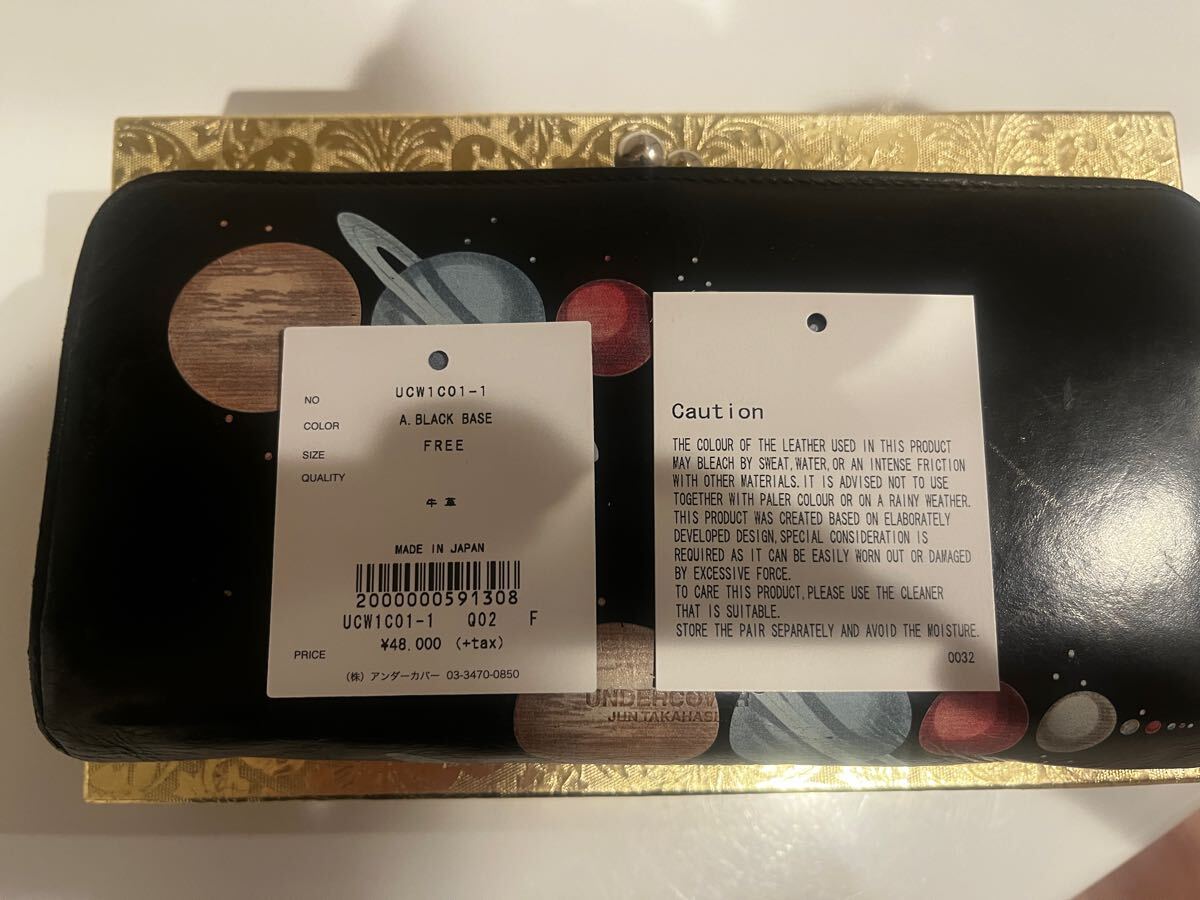 NO UCW1C01-1
COLOR A. BLACK BASE
SIZE FREE
QUALITY
牛革
MADE IN JAPAN
2000000591308
UCW1C01-1 Q02 F
¥48,000 (+tax)
PRICE
(株) アンダーカバー 03-3470-0850
Caution
THE COLOUR OF THE LEATHER USED IN THIS PRODUCT
MAY BLEACH BY SWEAT,WATER,OR AN INTENSE FRICTION
WITH OTHER MATERIALS.IT IS ADVISED NOT TO USE
TOGETHER WITH PALER COLOUR OR ON A RAINY WEATHER.
THIS PRODUCT WAS CREATED BASED ON ELABORATELY
DEVELOPED DESIGN,SPECIAL CONSIDERATION IS
REQUIRED AS IT CAN BE EASILY WORN OUT OR DAMAGED
BY EXCESSIVE FORCE.
TO CARE THIS PRODUCT,PLEASE USE THE CLEANER
THAT IS SUITABLE.
STORE THE PAIR SEPARATELY AND AVOID THE MOISTURE.
0032
UNDERCOVER
JUN TAKAHASHI